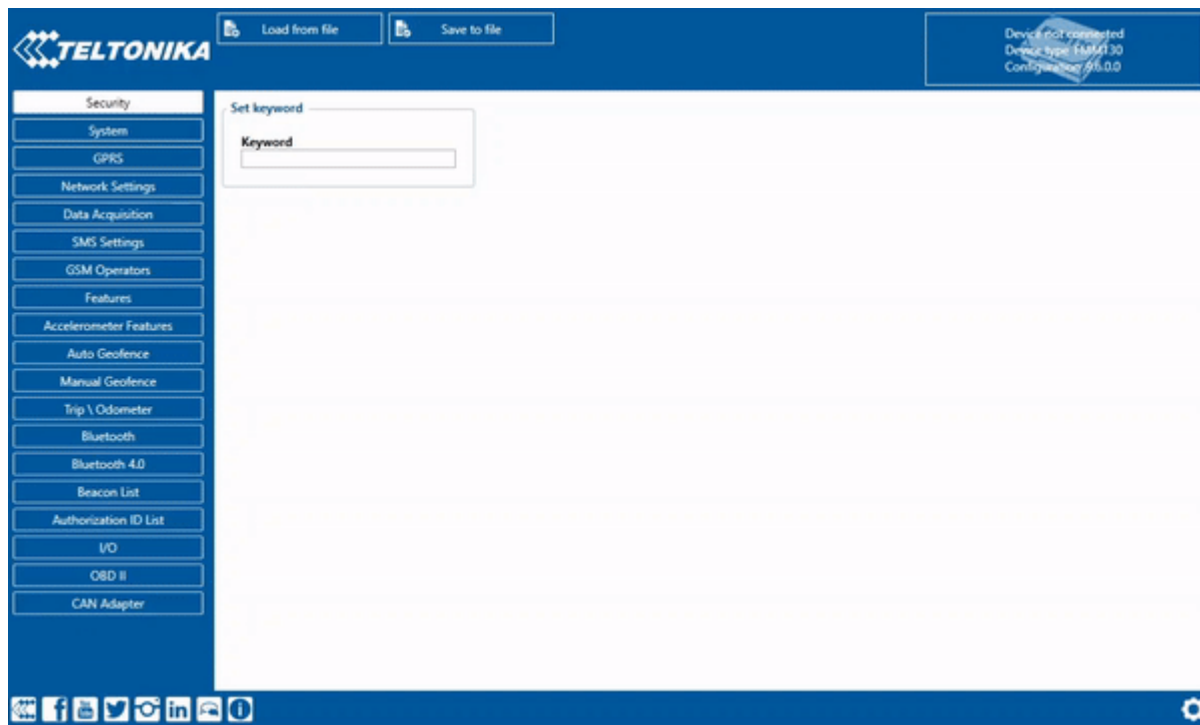 TELTONIKA
Load from file
Save to file
Device not connected
Device type: FMM130
Configuration: 9.6.0.0
Security
System
GPRS
Network Settings
Data Acquisition
SMS Settings
GSM Operators
Features
Accelerometer Features
Auto Geofence
Manual Geofence
Trip \ Odometer
Bluetooth
Bluetooth 4.0
Beacon List
Authorization ID List
I/O
OBD II
CAN Adapter
Set keyword
Keyword